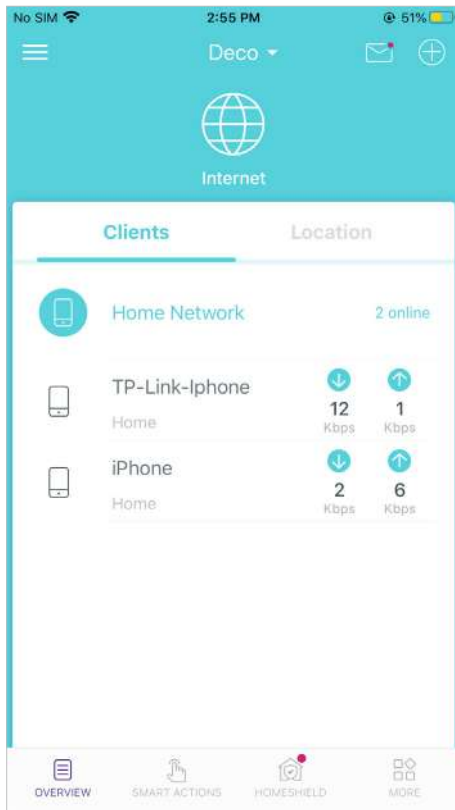 No SIM 2:55 PM 51%
Deco
Internet
Clients Location
Home Network 2 online
TP-Link-Iphone
12 1
Home Kbps Kbps
iPhone
2 6
Home Kbps Kbps
OVERVIEW SMART ACTIONS HOMESHIELD MORE